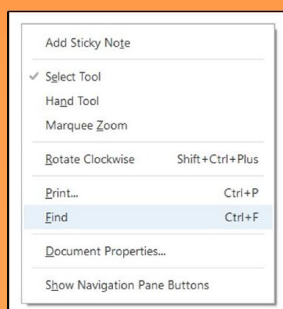 Add Sticky Note
Select Tool
Hand Tool
Marquee Zoom
Rotate Clockwise Shift+Ctrl+Plus
Print... Ctrl+P
Find Ctrl+F
Document Properties...
Show Navigation Pane Buttons